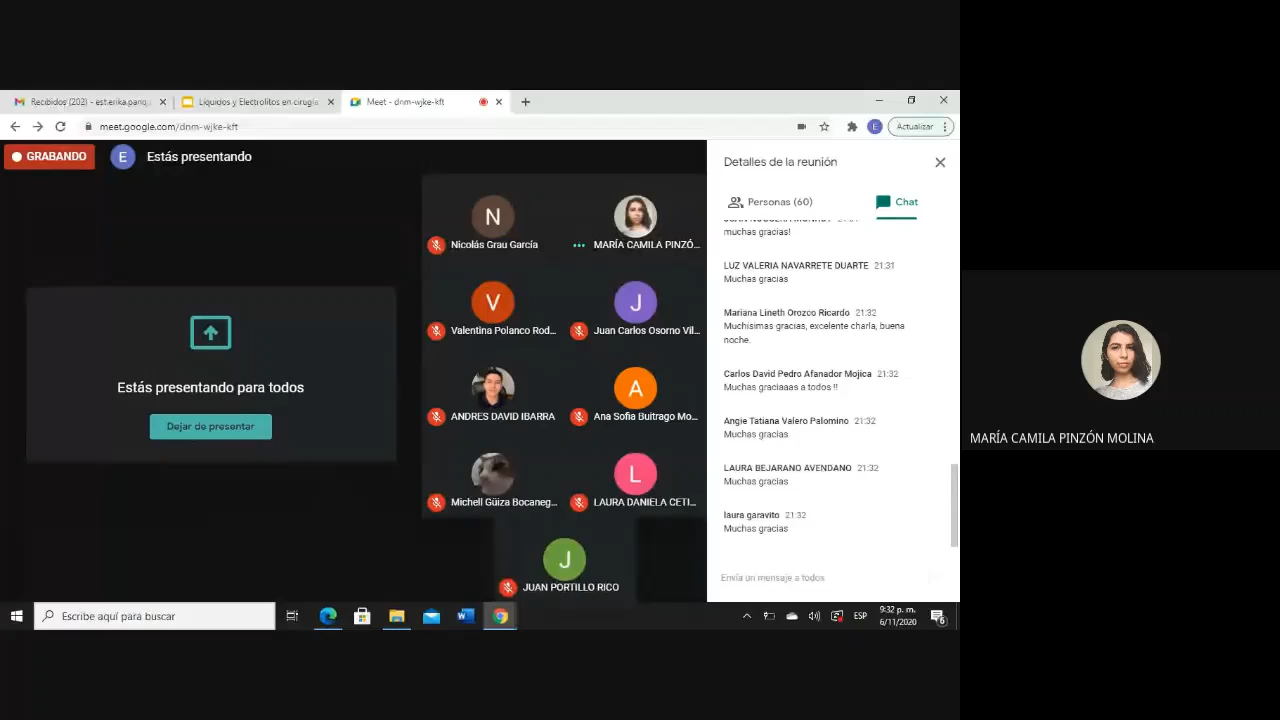 Recibidos (202) - est.erika.pariq
Líquidos y Electrolitos en cirugía
Meet - dnm-wjke-kft
meet.google.com/dnm-wjke-kft
E
Actualizar
GRABANDO
E
Estás presentando
Detalles de la reunión
Personas (60)
Chat
Estás presentando para todos
Dejar de presentar
N
Nicolás Grau García
MARÍA CAMILA PINZÓ...
V
Valentina Polanco Rod...
J
Juan Carlos Osorno Vil...
ANDRES DAVID IBARRA
A
Ana Sofia Buitrago Mo...
Michell Güiza Bocaneg...
L
LAURA DANIELA CETI...
J
JUAN PORTILLO RICO
muchas gracias!
LUZ VALERIA NAVARRETE DUARTE 21:31
Muchas gracias
Mariana Lineth Orozco Ricardo 21:32
Muchísimas gracias, excelente charla, buena
noche.
Carlos David Pedro Afanador Mojica 21:32
Muchas graciaaas a todos !!
Angie Tatiana Valero Palomino 21:32
Muchas gracias
LAURA BEJARANO AVENDANO 21:32
Muchas gracias
laura garavito 21:32
Muchas gracias
Envía un mensaje a todos
MARÍA CAMILA PINZÓN MOLINA
Escribe aquí para buscar
ESP
9:32 p. m.
6/11/2020
6